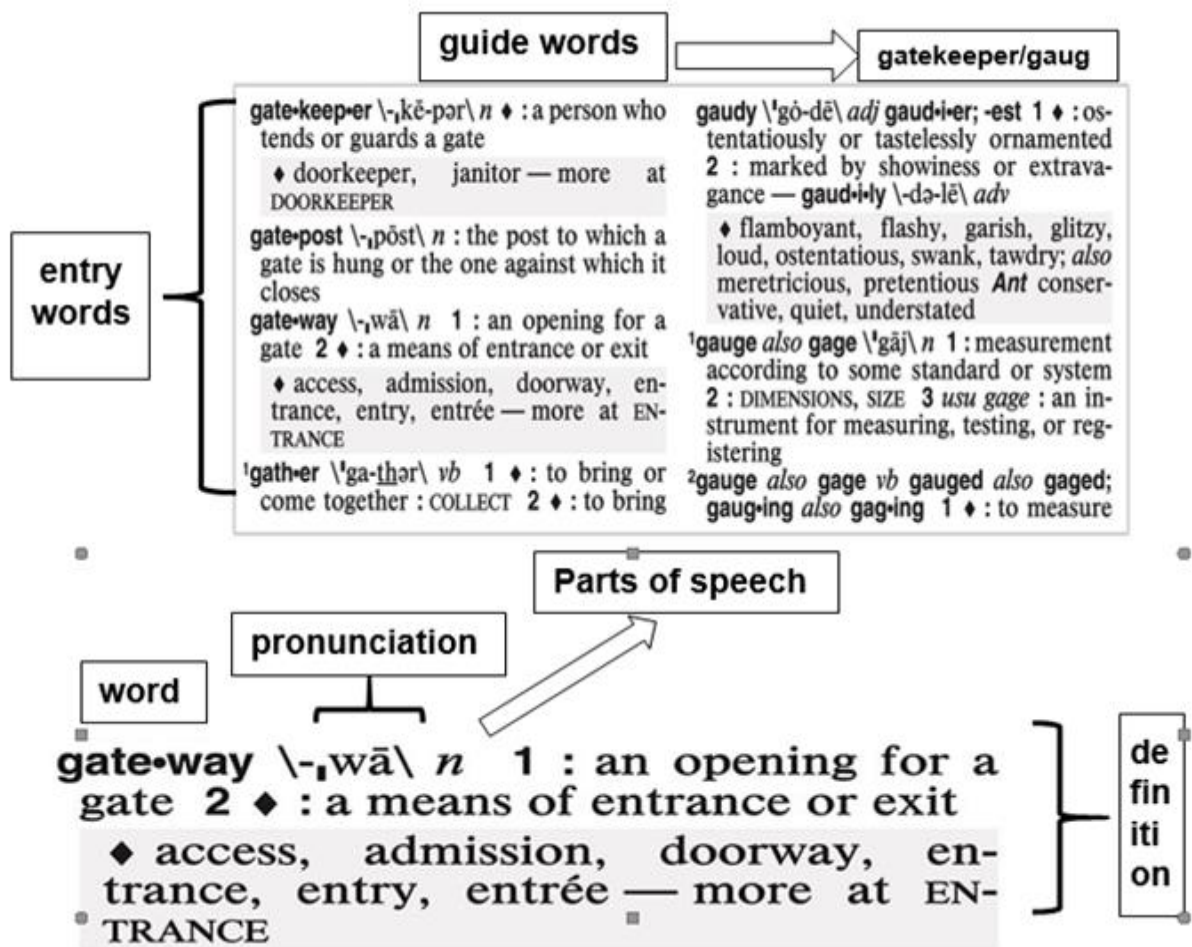 guide words
gatekeeper/gaug
entry
words
gate•keep•er \-ˌkē-pər\ n ♦ : a person who
tends or guards a gate
♦ doorkeeper, janitor — more at
DOORKEEPER
gate•post \-ˌpōst\ n : the post to which a
gate is hung or the one against which it
closes
gate•way \-ˌwā\ n 1 : an opening for a
gate 2 ♦ : a means of entrance or exit
♦ access, admission, doorway, en-
trance, entry, entrée — more at EN-
TRANCE
¹gath•er \ˈga-thər\ vb 1 ♦ : to bring or
come together : COLLECT 2 ♦ : to bring
gaudy \ˈgȯ-dē\ adj gaud•i•er; -est 1 ♦ : os-
tentatiously or tastelessly ornamented
2 : marked by showiness or extrava-
gance — gaud•i•ly \-də-lē\ adv
♦ flamboyant, flashy, garish, glitzy,
loud, ostentatious, swank, tawdry; also
meretricious, pretentious Ant conser-
vative, quiet, understated
¹gauge also gage \ˈgāj\ n 1 : measurement
according to some standard or system
2 : DIMENSIONS, SIZE 3 usu gage : an in-
strument for measuring, testing, or reg-
istering
²gauge also gage vb gauged also gaged;
gaug•ing also gag•ing 1 ♦ : to measure
Parts of speech
pronunciation
word
gate•way \-ˌwā\ n 1 : an opening for a
gate 2 ♦ : a means of entrance or exit
♦ access, admission, doorway, en-
trance, entry, entrée — more at EN-
TRANCE
de
fin
iti
on